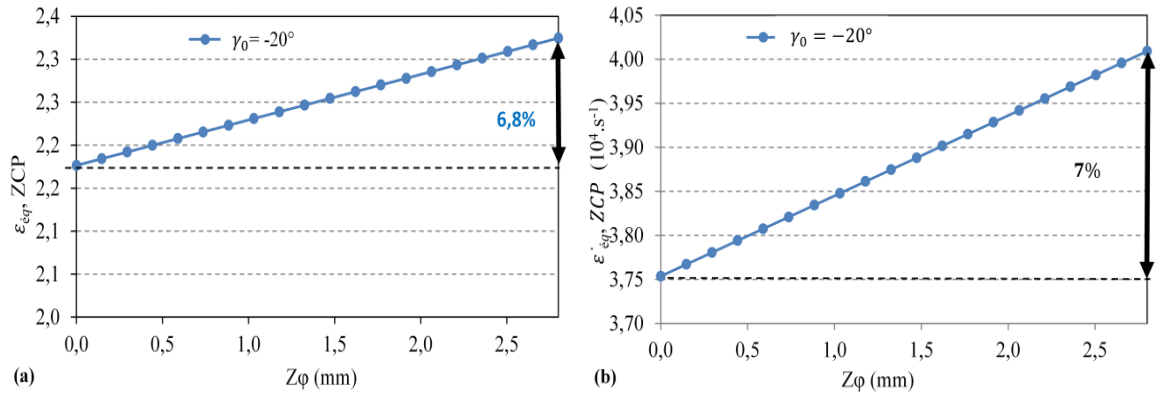 2,4
2,3
2,3
2,2
2,2
2,1
2,1
2,0
εéq, ZCP
γ0= -20°
6,8%
0,0 0,5 1,0 1,5 2,0 2,5
Zφ (mm)
(a)
4,05
4,00
3,95
3,90
3,85
3,80
3,75
3,70
ε˙éq, ZCP (10⁴.s⁻¹)
γ0 = −20°
7%
0,0 0,5 1,0 1,5 2,0 2,5
Zφ (mm)
(b)